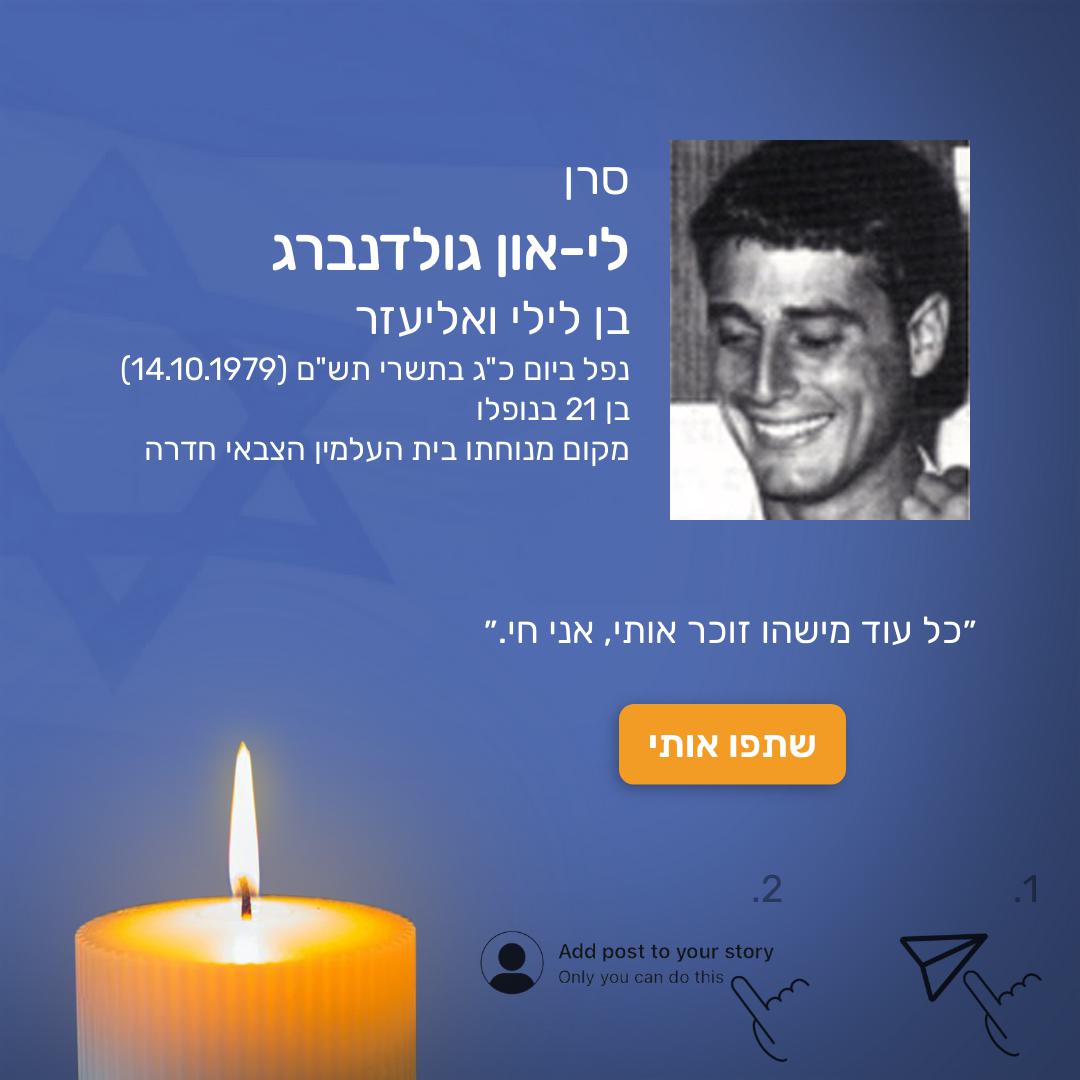 סרן
לי-און גולדנברג
בן לילי ואליעזר
נפל ביום כ"ג בתשרי תש"ם (14.10.1979)
בן 21 בנופלו
מקום מנוחתו בית העלמין הצבאי חדרה
״כל עוד מישהו זוכר אותי, אני חי.״
שתפו אותי
.1
.2
Add post to your story
Only you can do this